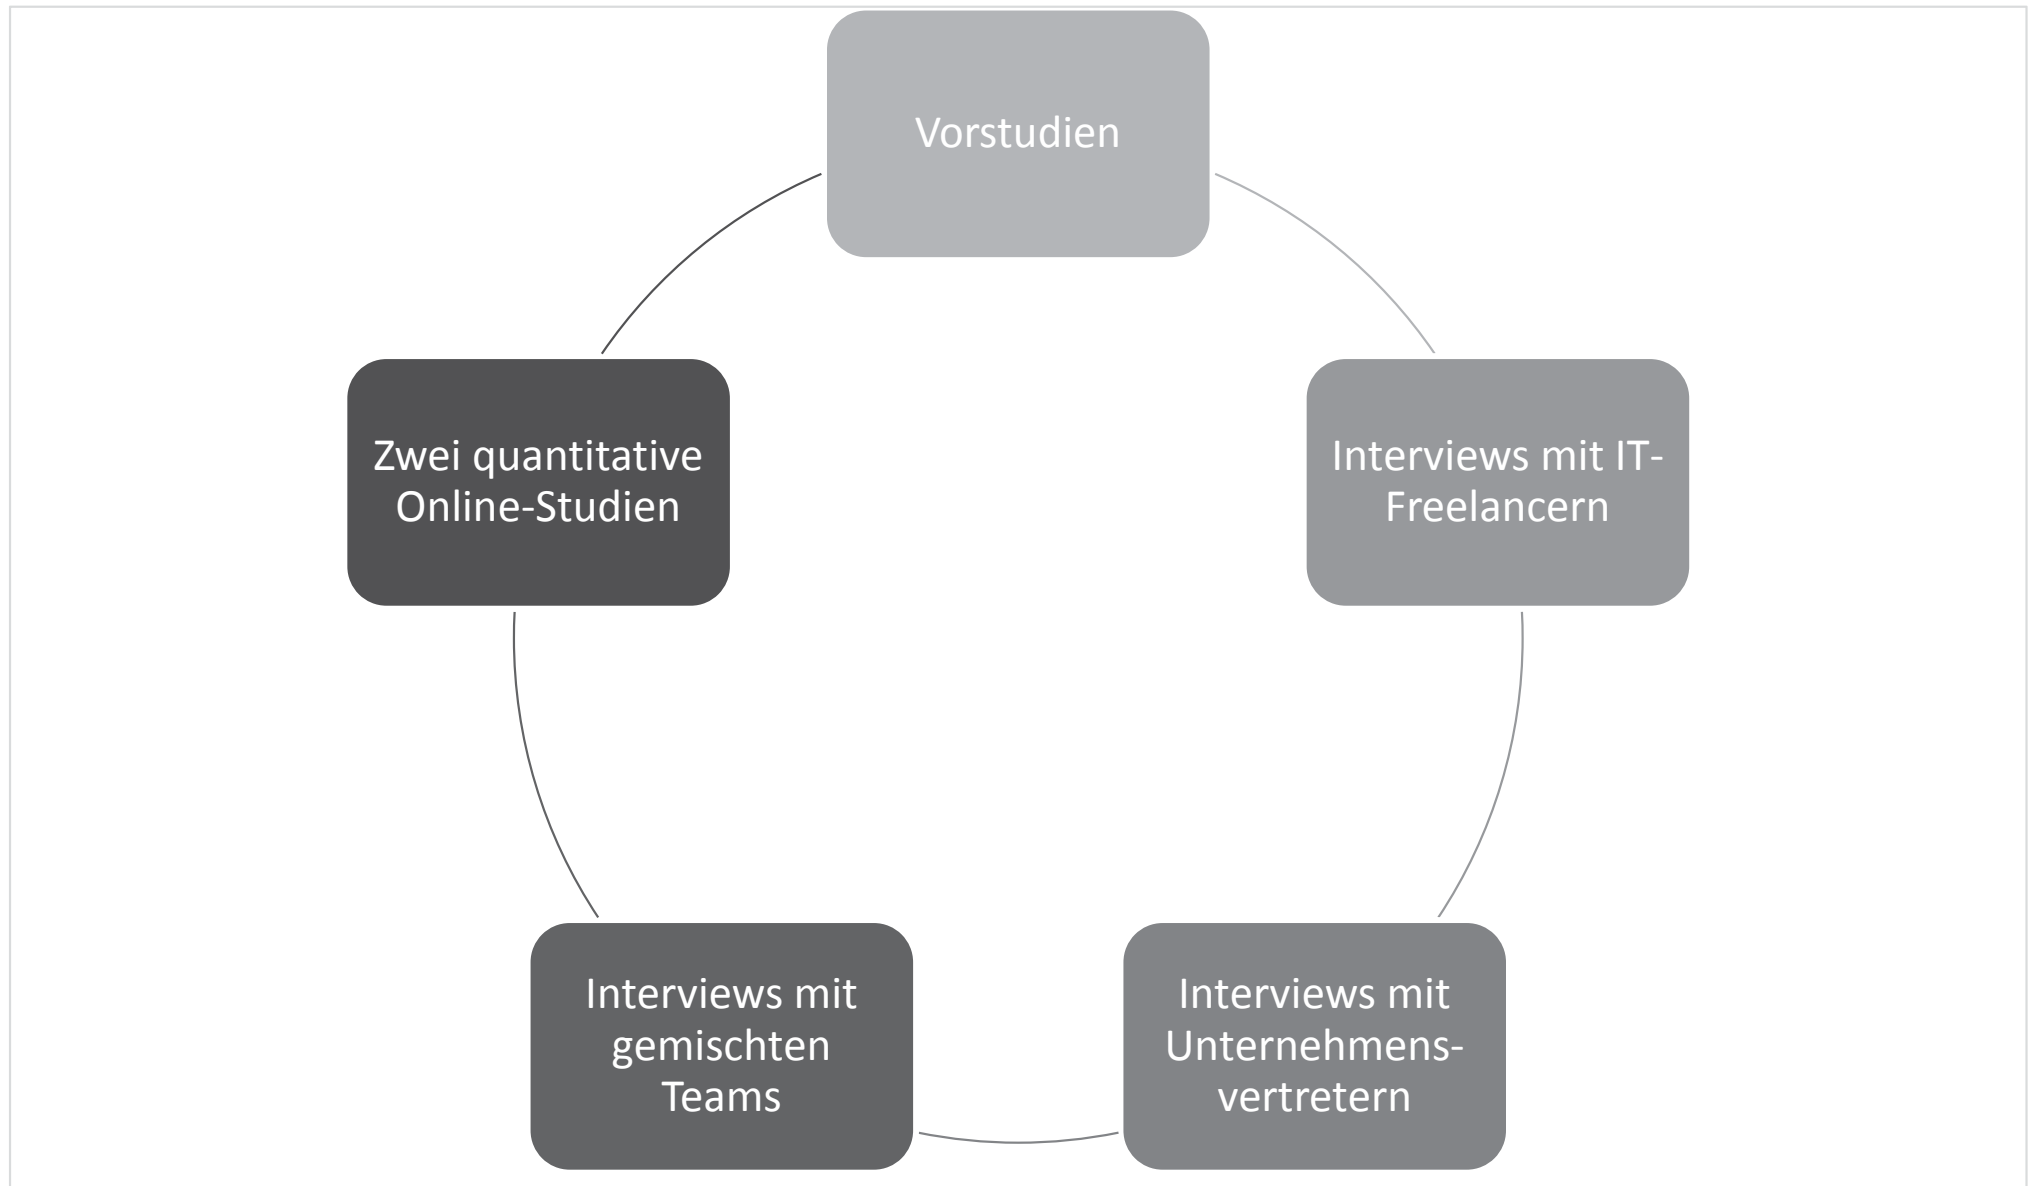 Vorstudien
Interviews mit IT-
Freelancern
Interviews mit
Unternehmens-
vertretern
Interviews mit
gemischten
Teams
Zwei quantitative
Online-Studien